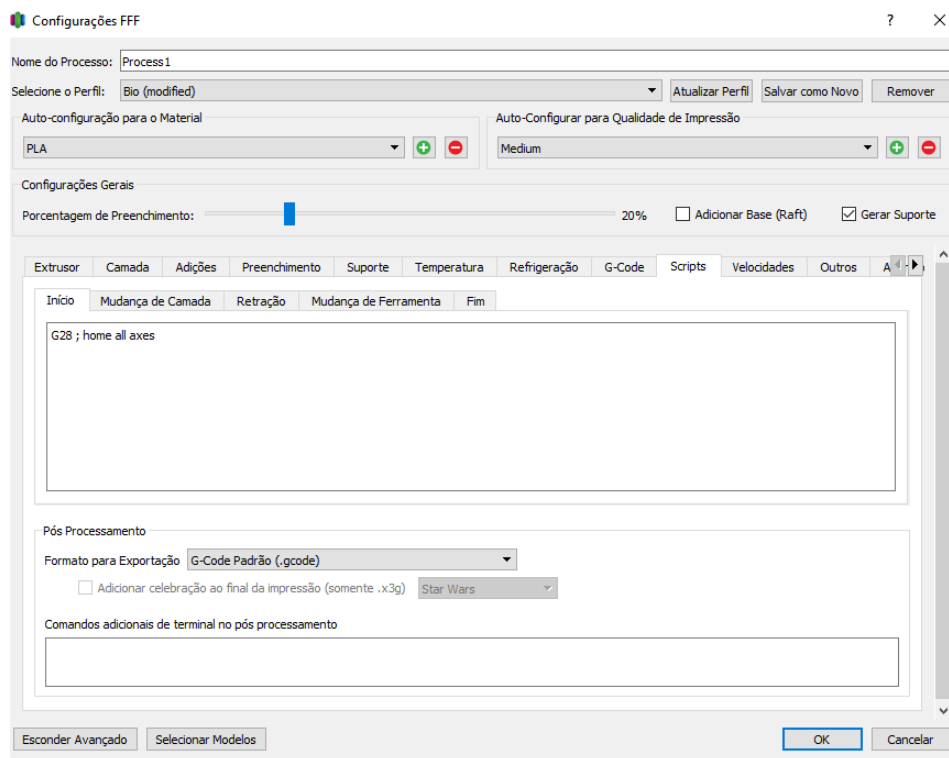 Configurações FFF
Nome do Processo: Process1
Selecione o Perfil: Bio (modified) Atualizar Perfil Salvar como Novo Remover
Auto-configuração para o Material Auto-Configurar para Qualidade de Impressão
PLA Medium
Configurações Gerais
Porcentagem de Preenchimento: 20% Adicionar Base (Raft) Gerar Suporte
Extrusor Camada Adições Preenchimento Suporte Temperatura Refrigeração G-Code Scripts Velocidades Outros
Início Mudança de Camada Retração Mudança de Ferramenta Fim
G28 ; home all axes
Pós Processamento
Formato para Exportação G-Code Padrão (.gcode)
Adicionar celebração ao final da impressão (somente .x3g) Star Wars
Comandos adicionais de terminal no pós processamento
Esconder Avançado Selecionar Modelos OK Cancelar